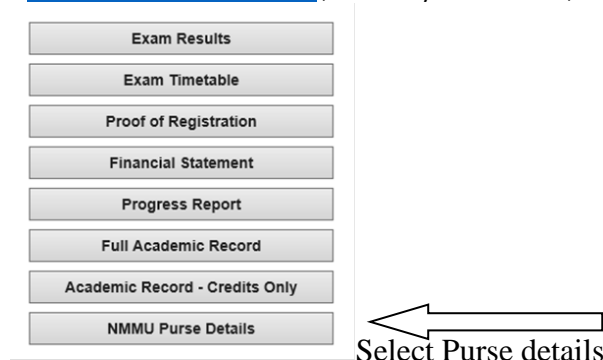 Exam Results
Exam Timetable
Proof of Registration
Financial Statement
Progress Report
Full Academic Record
Academic Record - Credits Only
NMMU Purse Details
Select Purse details